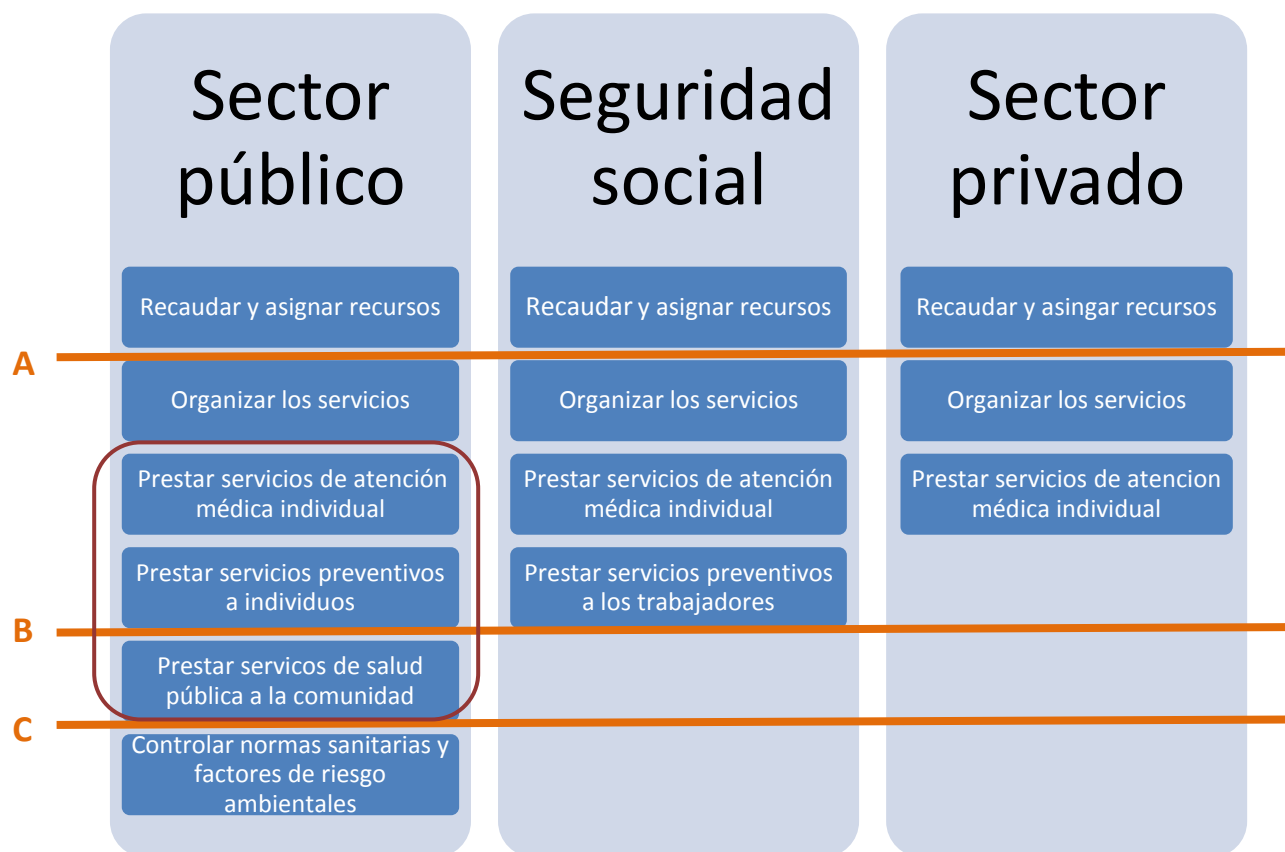 Sector
público
Recaudar y asignar recursos
Organizar los servicios
Prestar servicios de atención
médica individual
Prestar servicios preventivos
a individuos
Prestar servicos de salud
pública a la comunidad
Controlar normas sanitarias y
factores de riesgo
ambientales
Seguridad
social
Recaudar y asignar recursos
Organizar los servicios
Prestar servicios de atención
médica individual
Prestar servicios preventivos
a los trabajadores
Sector
privado
Recaudar y asingar recursos
Organizar los servicios
Prestar servicios de atencion
médica individual
A
B
C